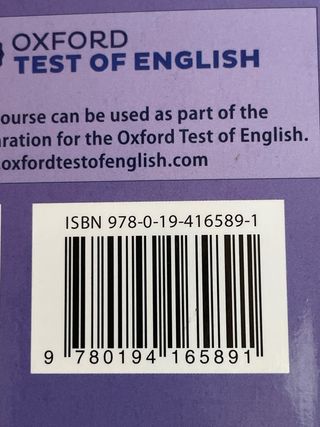 OXFORD
TEST OF ENGLISH
ourse can be used as part of the
ration for the Oxford Test of English.
oxfordtestofenglish.com
ISBN 978-0-19-416589-1
9 780194 165891